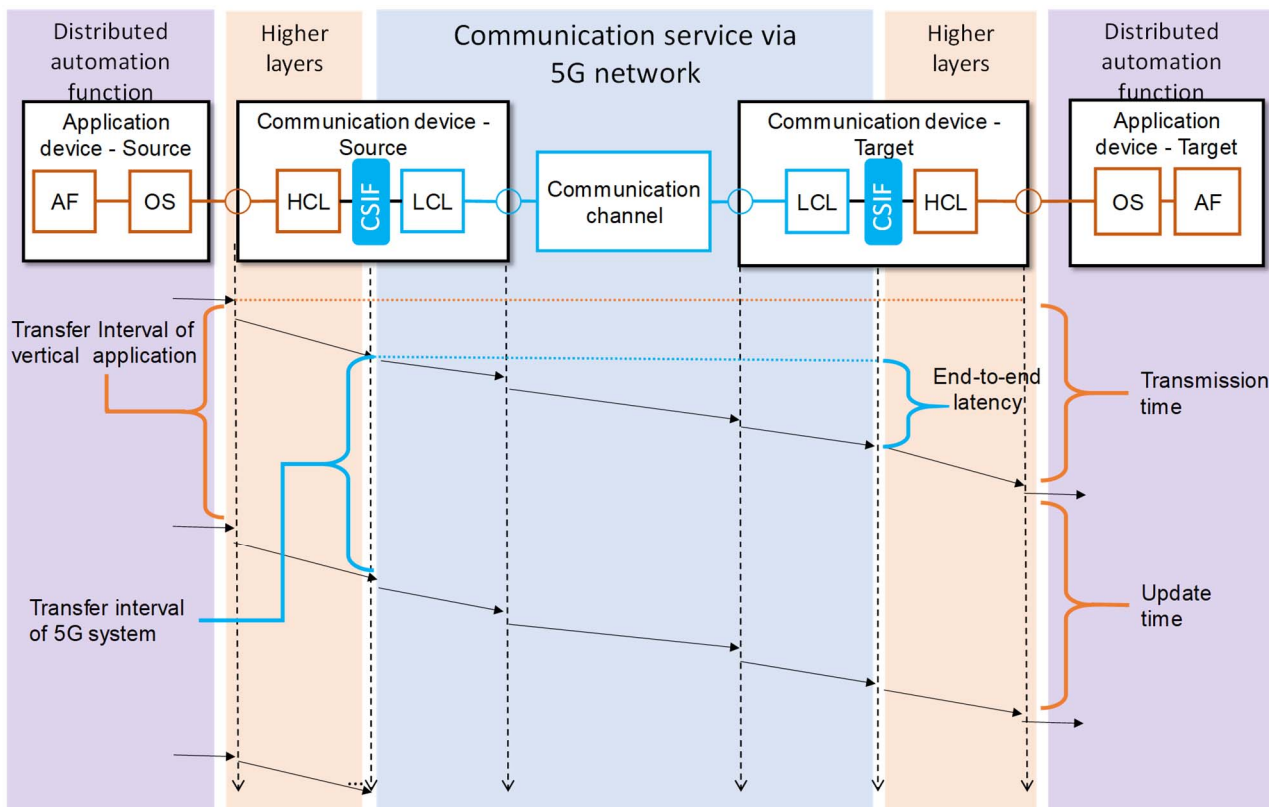 Distributed
automation
function
Higher
layers
Communication service via
5G network
Higher
layers
Distributed
automation
function
Application
device - Source
AF
OS
Communication device -
Source
HCL
CSIF
LCL
Communication
channel
Communication device -
Target
LCL
CSIF
HCL
Application
device - Target
OS
AF
Transfer Interval of
vertical application
End-to-end
latency
Transmission
time
Transfer interval
of 5G system
Update
time
...